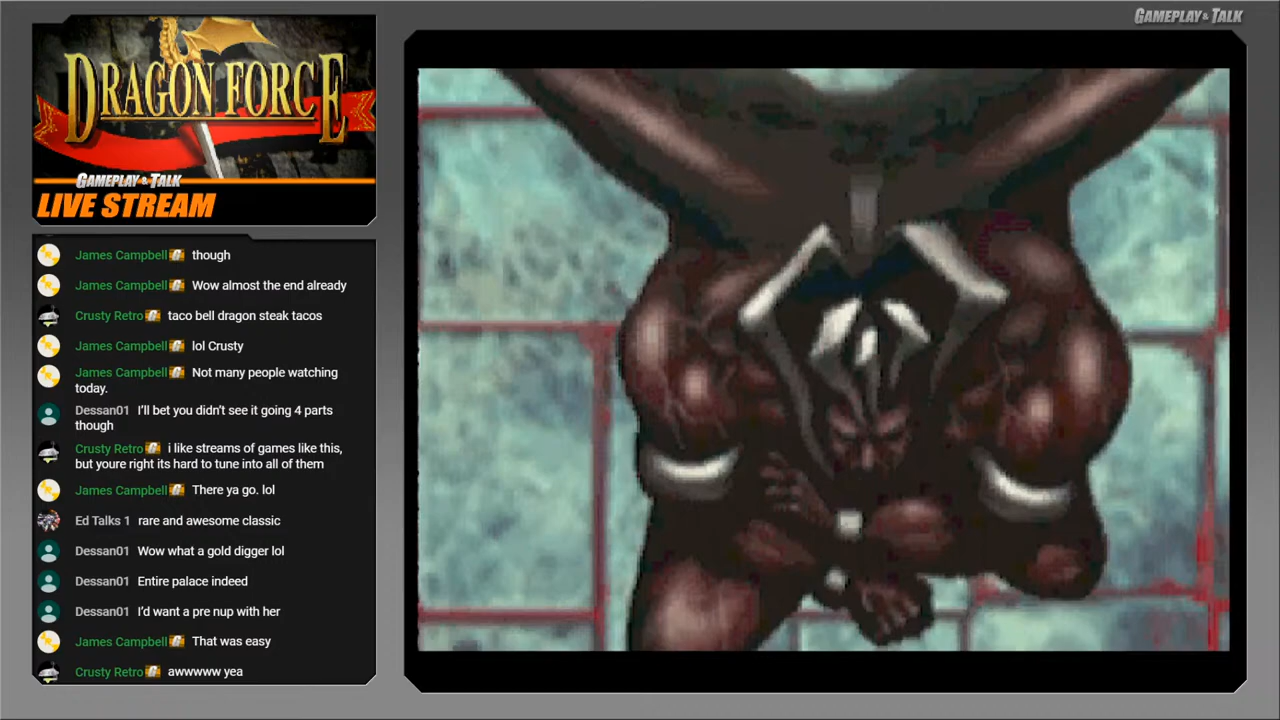 GAMEPLAY & TALK
DRAGON FORCE
GAMEPLAY & TALK
LIVE STREAM
James Campbell though
James Campbell Wow almost the end already
Crusty Retro taco bell dragon steak tacos
James Campbell lol Crusty
James Campbell Not many people watching
today.
Dessan01 I'll bet you didn't see it going 4 parts
though
Crusty Retro i like streams of games like this,
but youre right its hard to tune into all of them
James Campbell There ya go. lol
Ed Talks 1 rare and awesome classic
Dessan01 Wow what a gold digger lol
Dessan01 Entire palace indeed
Dessan01 I'd want a pre nup with her
James Campbell That was easy
Crusty Retro awwwww yea